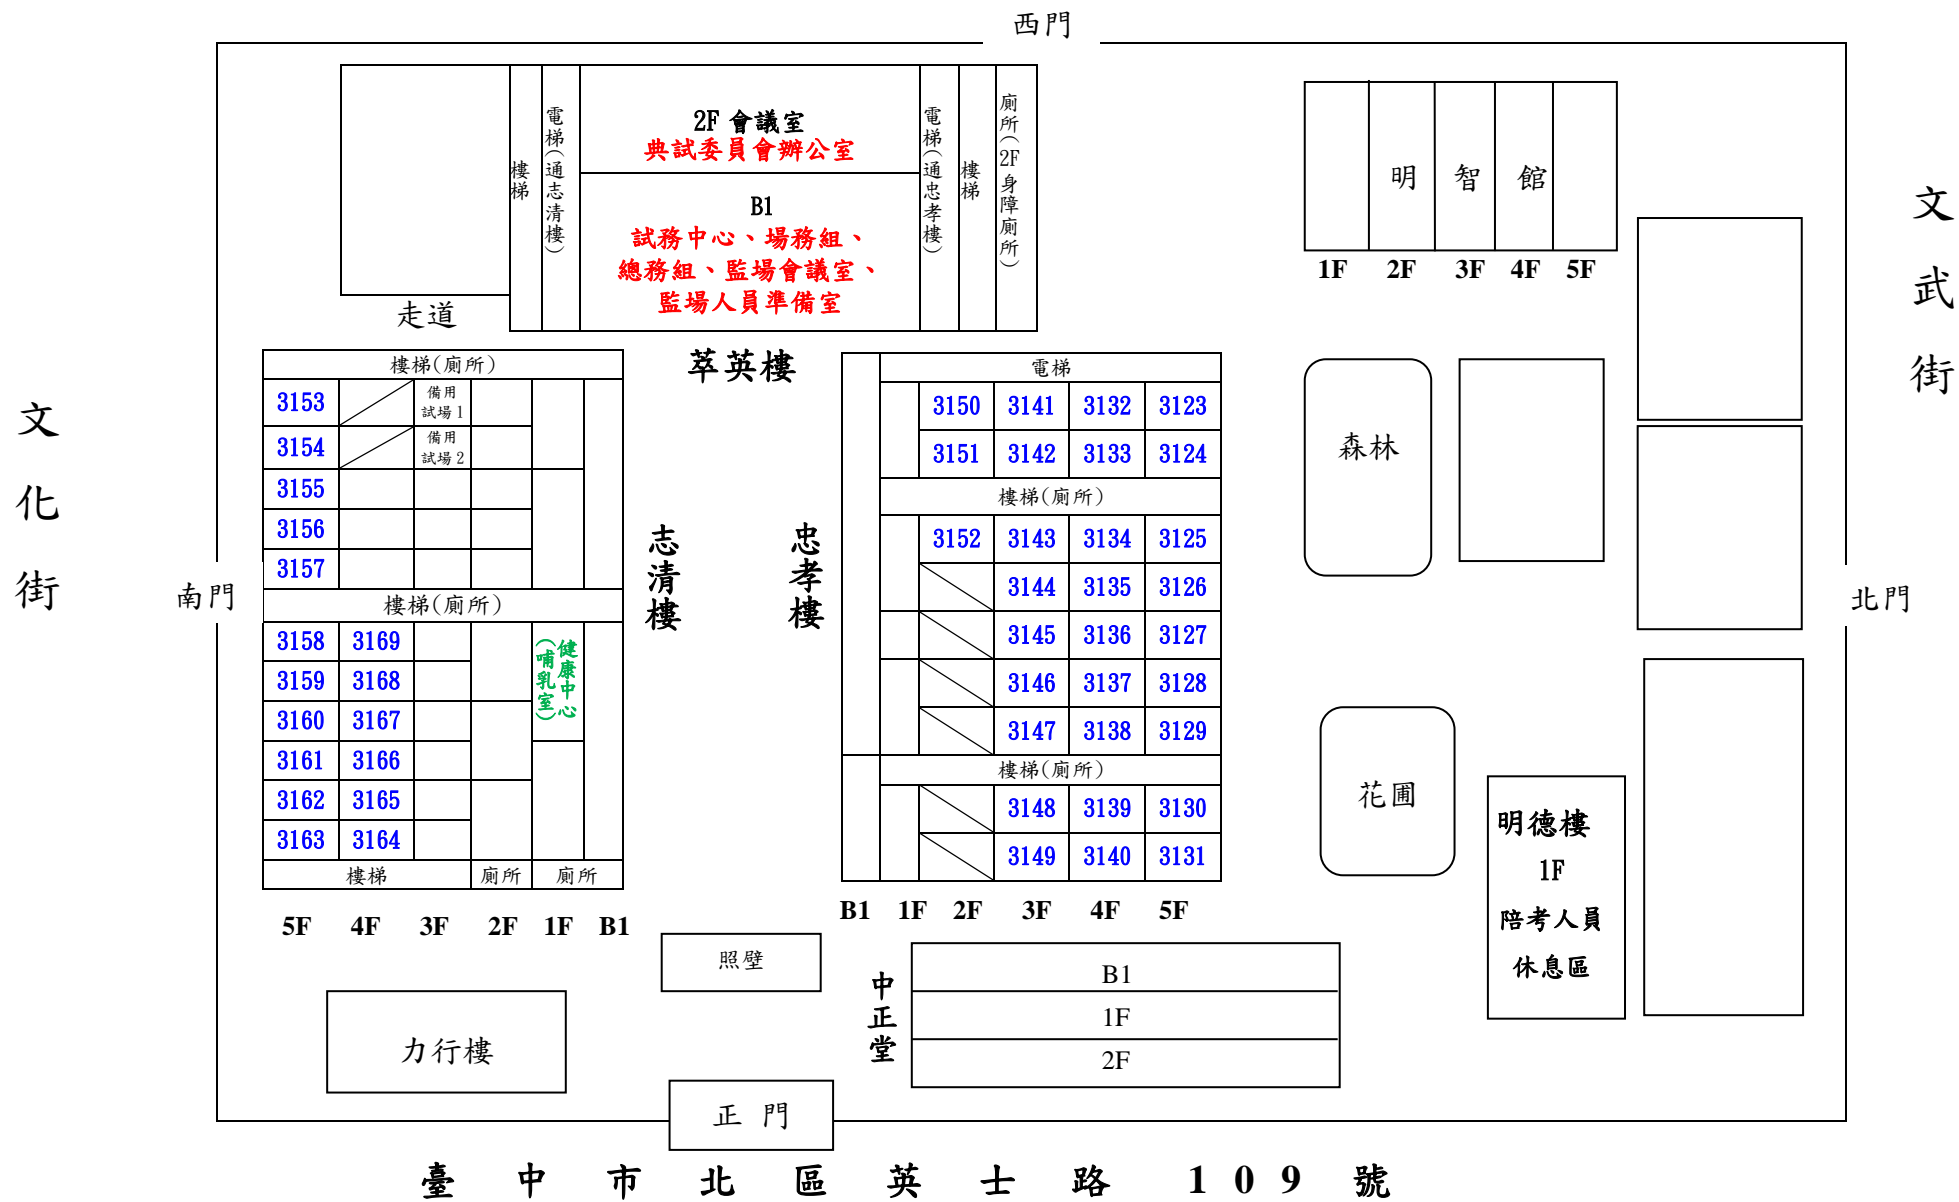 西門
樓梯
電梯(通志清樓)
2F 會議室
典試委員會辦公室
B1
試務中心、場務組、
總務組、監場會議室、
監場人員準備室
電梯(通忠孝樓)
樓梯
廁所(2F身障廁所)
走道
萃英樓
明智館
1F 2F 3F 4F 5F
文武街
文化街
南門
北門
樓梯(廁所)
3153 備用試場1
3154 備用試場2
3155
3156
3157
樓梯(廁所)
3158 3169
3159 3168
3160 3167
3161 3166
3162 3165
3163 3164
健康中心
(哺乳室)
樓梯 廁所 廁所
5F 4F 3F 2F 1F B1
志清樓
忠孝樓
電梯
3150 3141 3132 3123
3151 3142 3133 3124
樓梯(廁所)
3152 3143 3134 3125
3144 3135 3126
3145 3136 3127
3146 3137 3128
3147 3138 3129
樓梯(廁所)
3148 3139 3130
3149 3140 3131
B1 1F 2F 3F 4F 5F
森林
花圃
明德樓
1F
陪考人員
休息區
照壁
中正堂
B1
1F
2F
力行樓
正 門
臺 中 市 北 區 英 士 路 1 0 9 號